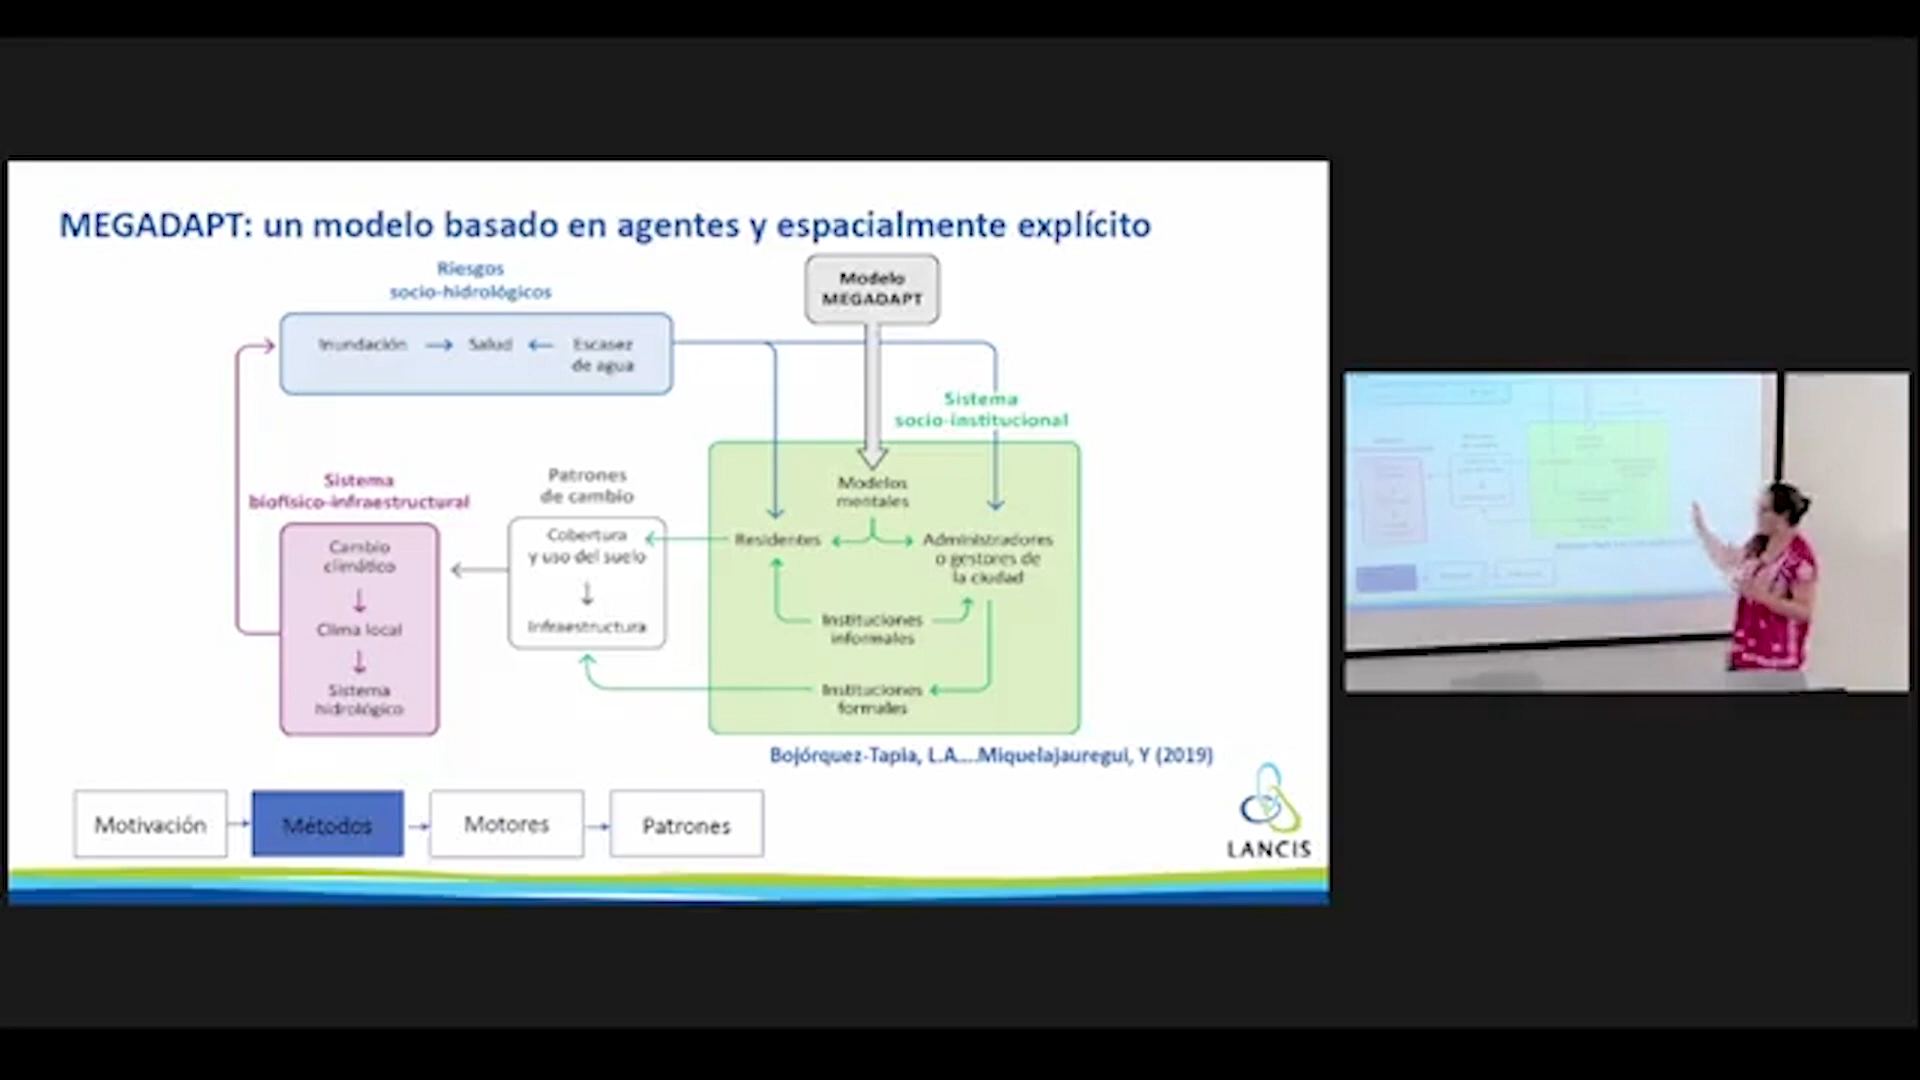 MEGADAPT: un modelo basado en agentes y espacialmente explícito
Riesgos
socio-hidrológicos
Modelo
MEGADAPT
Inundación
Salud
Escasez
de agua
Sistema
socio-institucional
Sistema
biofísico-infraestructural
Patrones
de cambio
Modelos
mentales
Cambio
climático
Clima local
Sistema
hidrológico
Cobertura
y uso del suelo
Infraestructura
Residentes
Administradores
o gestores de
la ciudad
Instituciones
informales
Instituciones
formales
Bojórquez-Tapia, L.A....Miquelajauregui, Y (2019)
Motivación
Métodos
Motores
Patrones
LANCIS